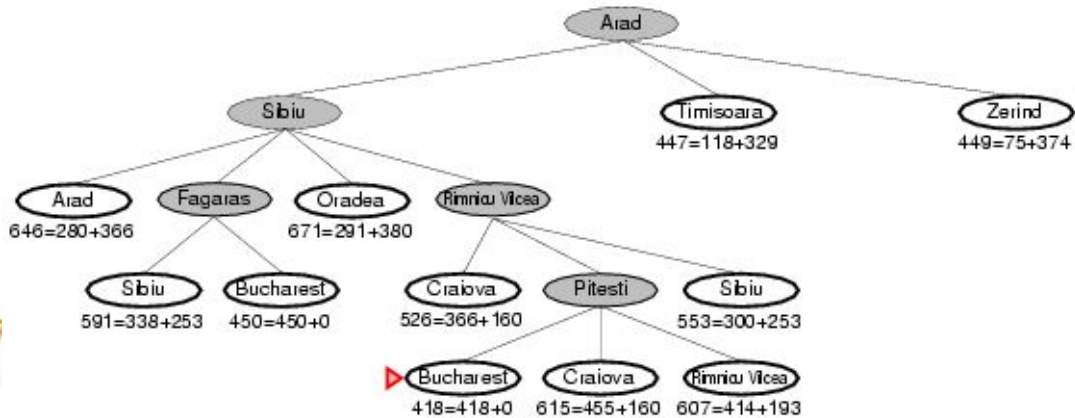 Arad
Sibiu
Timisoara
Zerind
447=118+329
449=75+374
Arad
Fagaras
Oradea
Rimnicu Vilcea
646=280+366
671=291+380
Sibiu
Bucharest
Craiova
Pitesti
Sibiu
591=338+253
450=450+0
526=366+160
553=300+253
Bucharest
Craiova
Rimnicu Vilcea
418=418+0
615=455+160
607=414+193